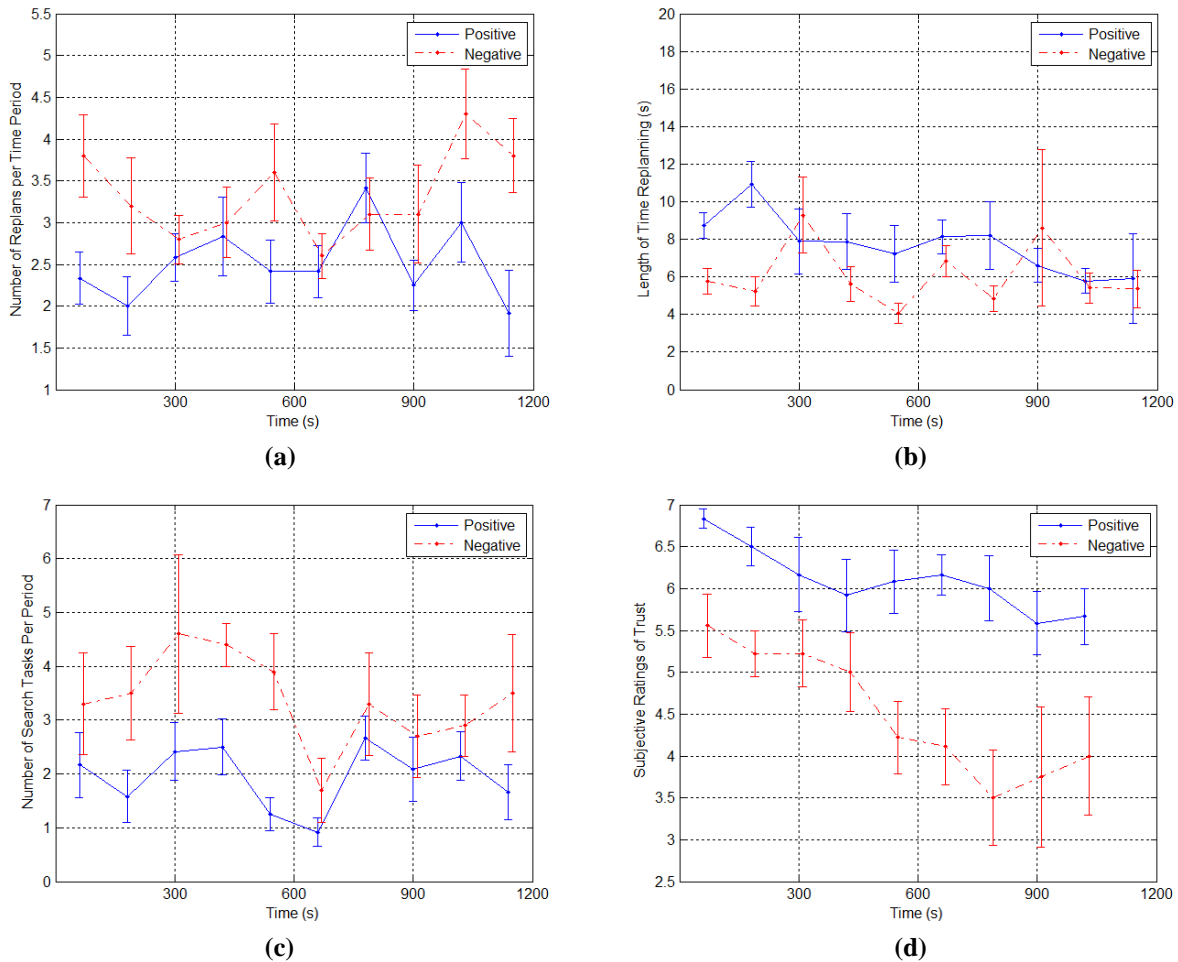 5.5
5
4.5
4
3.5
3
2.5
2
1.5
1
Number of Replans per Time Period
Positive
Negative
300 600 900 1200
Time (s)
(a)
20
18
16
14
12
10
8
6
4
2
0
Length of Time Replanning (s)
Positive
Negative
300 600 900 1200
Time (s)
(b)
7
6
5
4
3
2
1
0
Number of Search Tasks Per Period
Positive
Negative
300 600 900 1200
Time (s)
(c)
7
6.5
6
5.5
5
4.5
4
3.5
3
2.5
Subjective Ratings of Trust
Positive
Negative
300 600 900 1200
Time (s)
(d)